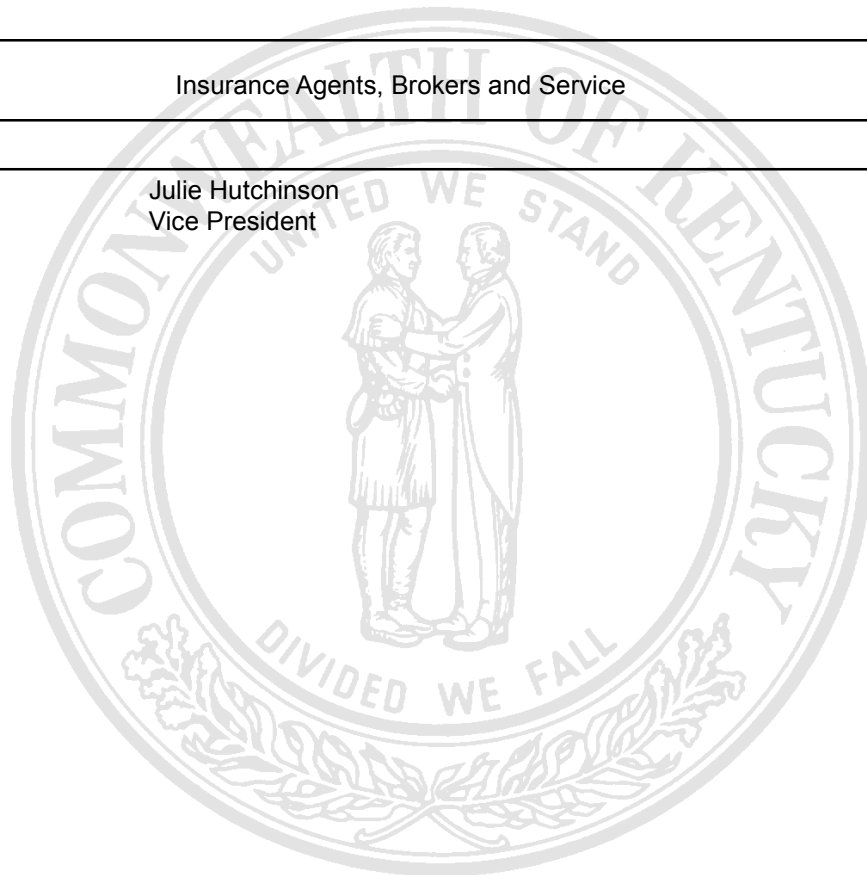 Insurance Agents, Brokers and Service
Julie Hutchinson
Vice President
COMMONWEALTH OF KENTUCKY
UNITED WE STAND
DIVIDED WE FALL